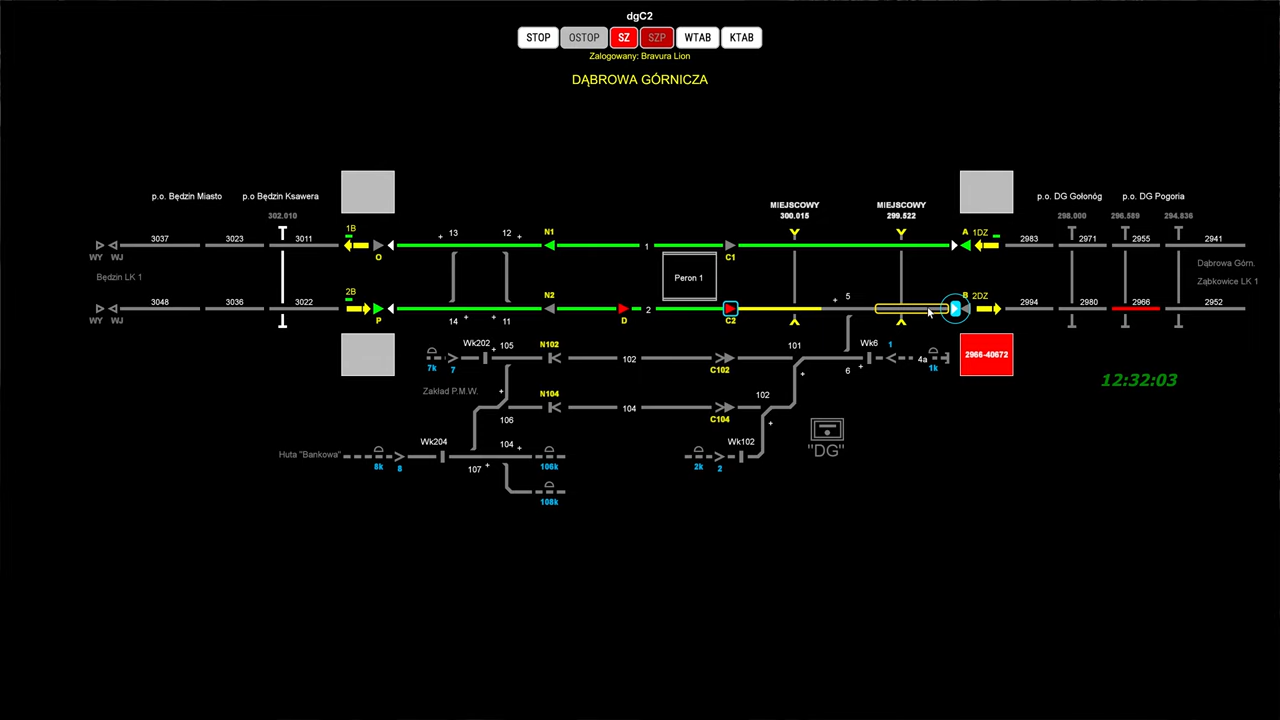 dgC2
STOP OSTOP SZ SZP WTAB KTAB
Zalogowany: Bravura Lion
DĄBROWA GÓRNICZA
p.o. Będzin Miasto p.o Będzin Ksawera p.o. DG Gołonóg p.o. DG Pogoria
MIEJSCOWY MIEJSCOWY
302.010 300.015 299.522 298.000 296.589 294.836
1B 13 12 N1 A 1DZ
3037 3023 3011 1 2983 2971 2955 2941
WY WJ O C1
Będzin LK 1 Peron 1 Dąbrowa Górn.
Ząbkowice LK 1
2B N2 5 B 2DZ
3048 3036 3022 2 2994 2980 2966 2952
WY WJ P 14 11 D C2
Wk202 105 N102 101 Wk6 1 2966-40672
102 4a
7k 7 C102 6 1k
12:32:03
Zakład P.M.W. N104 102
104
106 C104
Wk204 104 Wk102 "DG"
Huta "Bankowa"
8k 8 107 106k 2k 2
108k